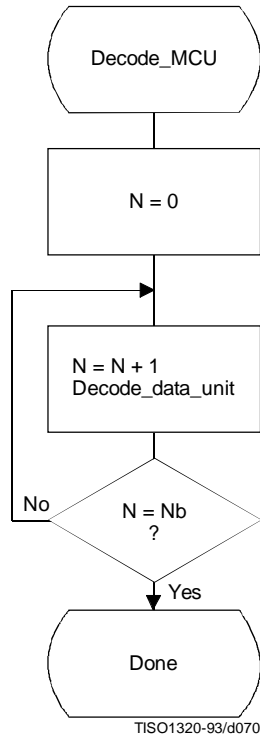 Decode_MCU
N = 0
N = N + 1
Decode_data_unit
No
N = Nb
?
Yes
Done
TISO1320-93/d070